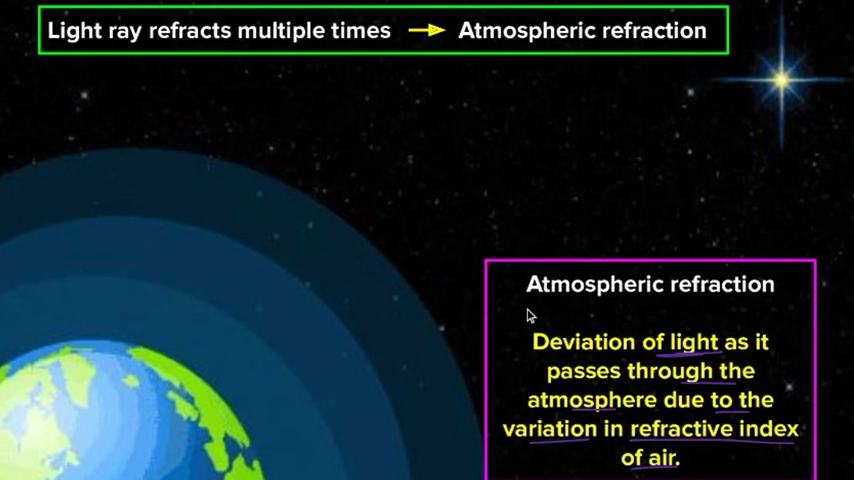 Light ray refracts multiple times → Atmospheric refraction
Atmospheric refraction
Deviation of light as it
passes through the
atmosphere due to the
variation in refractive index
of air.